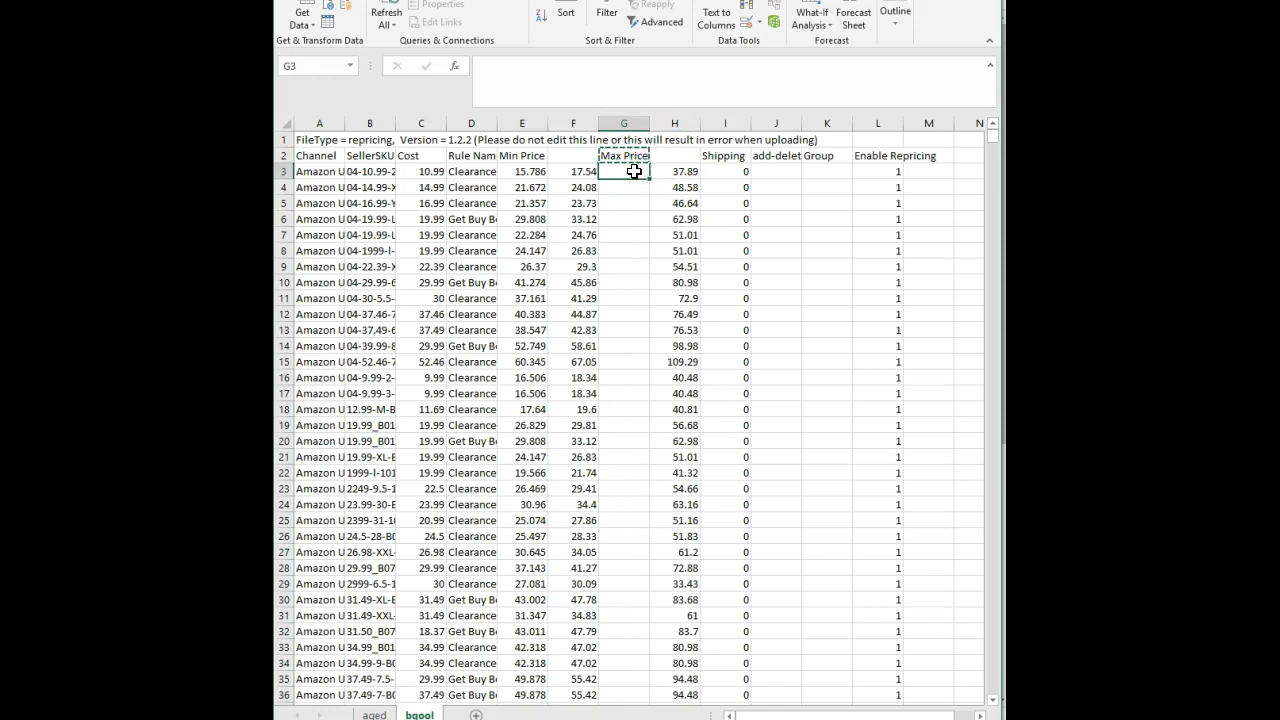 Properties
Reapply
Get Data
Refresh All
Edit Links
Sort
Filter
Advanced
Text to Columns
What-If Analysis
Forecast Sheet
Outline
Get & Transform Data
Queries & Connections
Sort & Filter
Data Tools
Forecast
G3 fx
A B C D E F G H I J K L M N
1 FileType = repricing, Version = 1.2.2 (Please do not edit this line or this will result in error when uploading)
2 Channel SellerSKU Cost Rule Nam Min Price Max Price Shipping add-delet Group Enable Repricing
3 Amazon U 04-10.99-2 10.99 Clearance 15.786 17.54 37.89 0 1
4 Amazon U 04-14.99-X 14.99 Clearance 21.672 24.08 48.58 0 1
5 Amazon U 04-16.99-Y 16.99 Clearance 21.357 23.73 46.64 0 1
6 Amazon U 04-19.99-L 19.99 Get Buy Bo 29.808 33.12 62.98 0 1
7 Amazon U 04-19.99-L 19.99 Clearance 22.284 24.76 51.01 0 1
8 Amazon U 04-1999-l- 19.99 Clearance 24.147 26.83 51.01 0 1
9 Amazon U 04-22.39-X 22.39 Clearance 26.37 29.3 54.51 0 1
10 Amazon U 04-29.99-6 29.99 Get Buy Bo 41.274 45.86 80.98 0 1
11 Amazon U 04-30-5.5- 30 Clearance 37.161 41.29 72.9 0 1
12 Amazon U 04-37.46-7 37.46 Clearance 40.383 44.87 76.49 0 1
13 Amazon U 04-37.49-6 37.49 Clearance 38.547 42.83 76.53 0 1
14 Amazon U 04-39.99-8 29.99 Get Buy Bo 52.749 58.61 98.98 0 1
15 Amazon U 04-52.46-7 52.46 Clearance 60.345 67.05 109.29 0 1
16 Amazon U 04-9.99-2- 9.99 Clearance 16.506 18.34 40.48 0 1
17 Amazon U 04-9.99-3- 9.99 Clearance 16.506 18.34 40.48 0 1
18 Amazon U 12.99-M-B 11.69 Clearance 17.64 19.6 40.81 0 1
19 Amazon U 19.99_B01 19.99 Clearance 26.829 29.81 56.68 0 1
20 Amazon U 19.99_B01 19.99 Get Buy Bo 29.808 33.12 62.98 0 1
21 Amazon U 19.99-XL-B 19.99 Clearance 24.147 26.83 51.01 0 1
22 Amazon U 1999-l-101 19.99 Clearance 19.566 21.74 41.32 0 1
23 Amazon U 2249-9.5-1 22.5 Clearance 26.469 29.41 54.66 0 1
24 Amazon U 23.99-30-B 23.99 Clearance 30.96 34.4 63.16 0 1
25 Amazon U 2399-31-10 20.99 Clearance 25.074 27.86 51.16 0 1
26 Amazon U 24.5-28-B0 24.5 Clearance 25.497 28.33 51.83 0 1
27 Amazon U 26.98-XXL- 26.98 Clearance 30.645 34.05 61.2 0 1
28 Amazon U 29.99_B07 29.99 Clearance 37.143 41.27 72.88 0 1
29 Amazon U 2999-6.5-1 30 Clearance 27.081 30.09 33.43 0 1
30 Amazon U 31.49-XL-B 31.49 Get Buy Bo 43.002 47.78 83.68 0 1
31 Amazon U 31.49-XXL- 31.49 Clearance 31.347 34.83 61 0 1
32 Amazon U 31.50_B07 18.37 Get Buy Bo 43.011 47.79 83.7 0 1
33 Amazon U 34.99_B01 34.99 Clearance 42.318 47.02 80.98 0 1
34 Amazon U 34.99-9-B0 34.99 Clearance 42.318 47.02 80.98 0 1
35 Amazon U 37.49-7.5- 29.99 Get Buy Bo 49.878 55.42 94.48 0 1
36 Amazon U 37.49-7-B0 37.49 Get Buy Bo 49.878 55.42 94.48 0 1
aged bqool